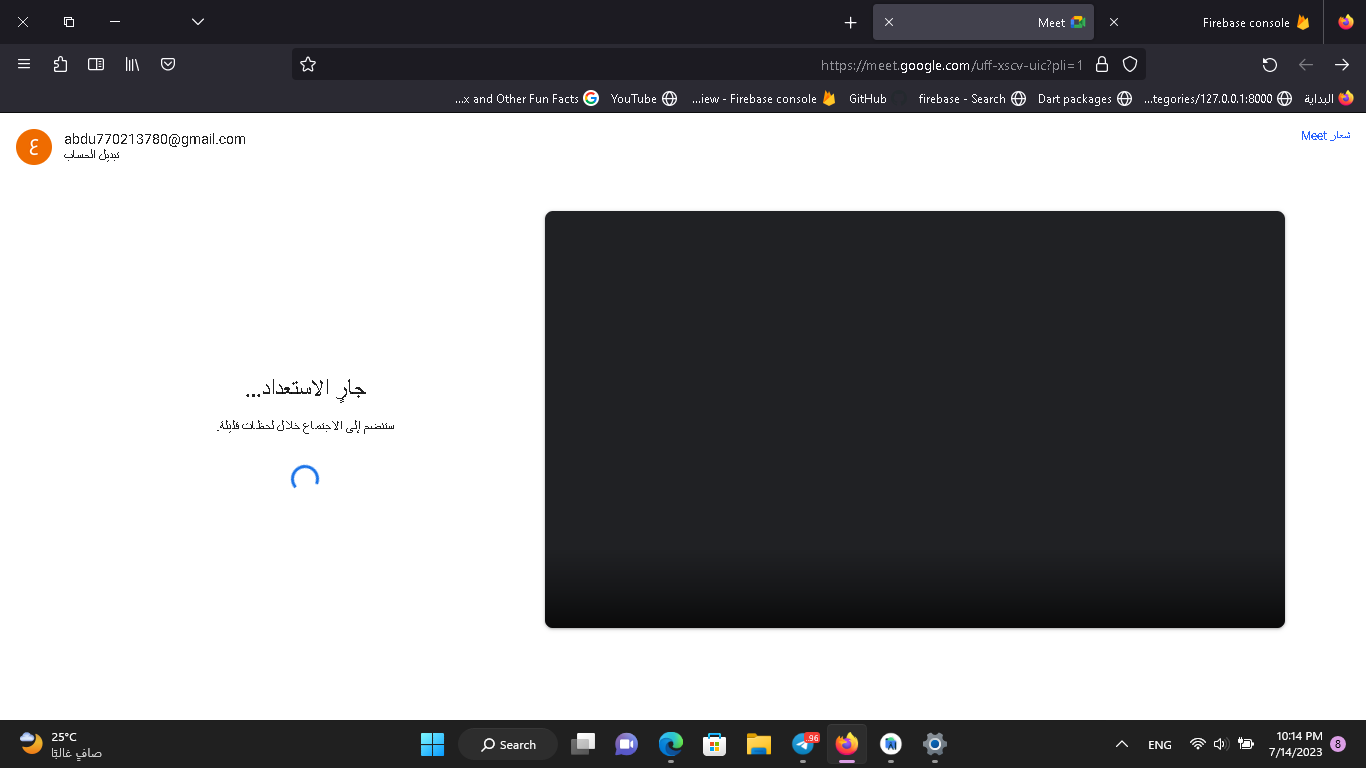 Firebase console
Meet
https://meet.google.com/uff-xscv-uic?pli=1
البداية
...tegories/127.0.0.1:8000
Dart packages
firebase - Search
GitHub
...iew - Firebase console
YouTube
...x and Other Fun Facts
شعار Meet
abdu770213780@gmail.com
تبديل الحساب
ع
جارٍ الاستعداد...
ستنضم إلى الاجتماع خلال لحظات قليلة.
25°C
صافٍ غالبًا
Search
96
AI
ENG
10:14 PM
7/14/2023
8